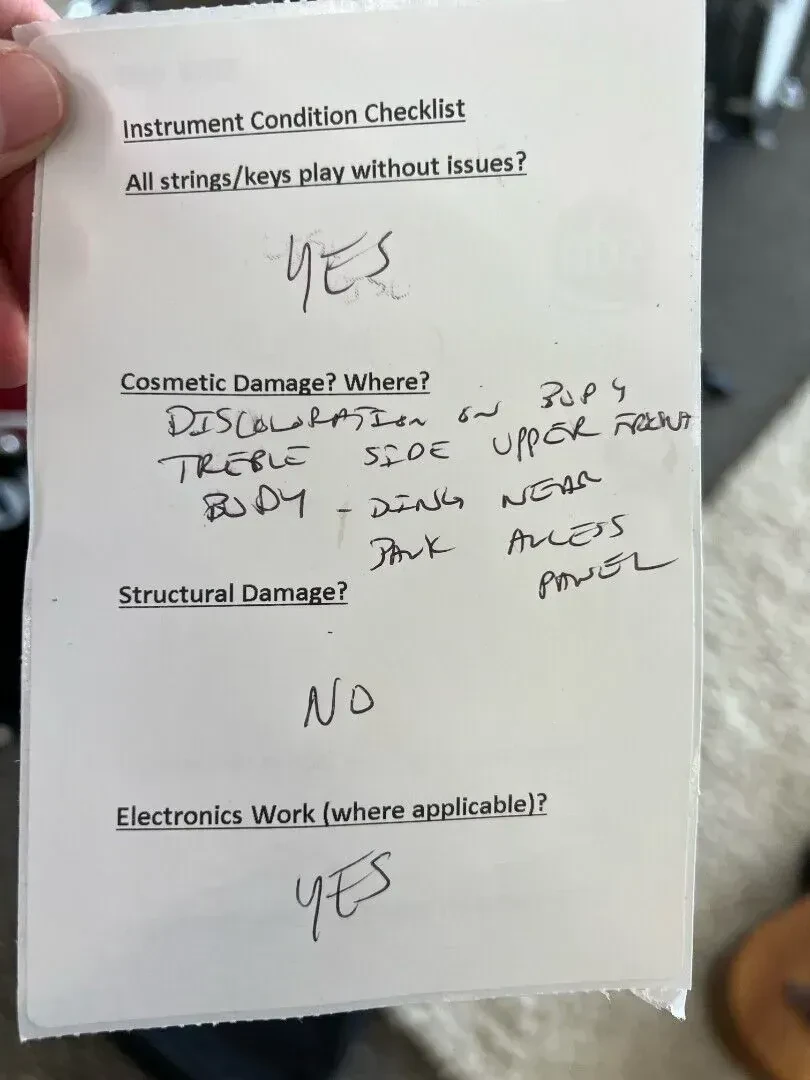 Instrument Condition Checklist
All strings/keys play without issues?
YES
Cosmetic Damage? Where?
DISCOLORATION ON BODY
TREBLE SIDE UPPER FRONT
BODY - DING NEAR
BACK ACCESS
PANEL
Structural Damage?
NO
Electronics Work (where applicable)?
YES